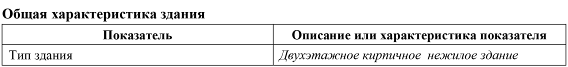 Общая характеристика здания
Показатель Описание или характеристика показателя
Тип здания Двухэтажное кирпичное нежилое здание